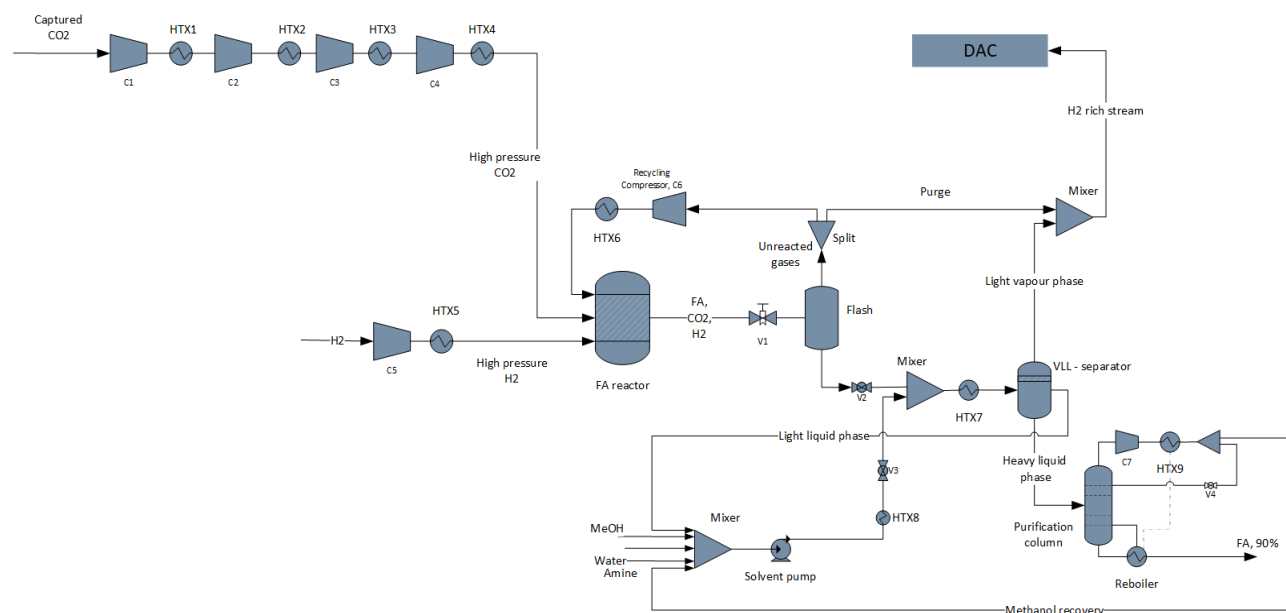 Captured
CO2
HTX1
HTX2
HTX3
HTX4
C1
C2
C3
C4
DAC
H2 rich stream
High pressure
CO2
Recycling
Compressor, C6
HTX6
Purge
Mixer
Split
Unreacted
gases
Light vapour phase
FA,
CO2,
H2
Flash
V1
HTX5
H2
C5
High pressure
H2
FA reactor
Mixer
VLL - separator
V2
HTX7
Light liquid phase
V3
Heavy liquid
phase
C7
HTX9
V4
HTX8
Mixer
MeOH
Water
Amine
Solvent pump
Purification
column
FA, 90%
Reboiler
Methanol recovery